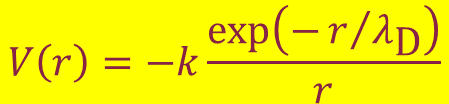 V(r) = −k exp(− r/λ_D) / r